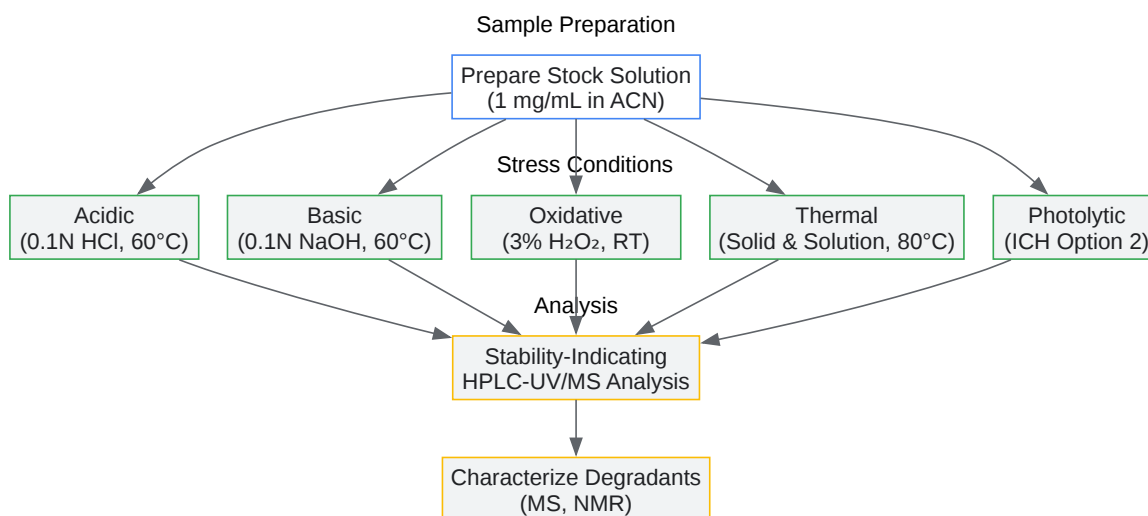 Sample Preparation
Prepare Stock Solution
(1 mg/mL in ACN)
Stress Conditions
Acidic
(0.1N HCl, 60°C)
Basic
(0.1N NaOH, 60°C)
Oxidative
(3% H₂O₂, RT)
Thermal
(Solid & Solution, 80°C)
Photolytic
(ICH Option 2)
Analysis
Stability-Indicating
HPLC-UV/MS Analysis
Characterize Degradants
(MS, NMR)